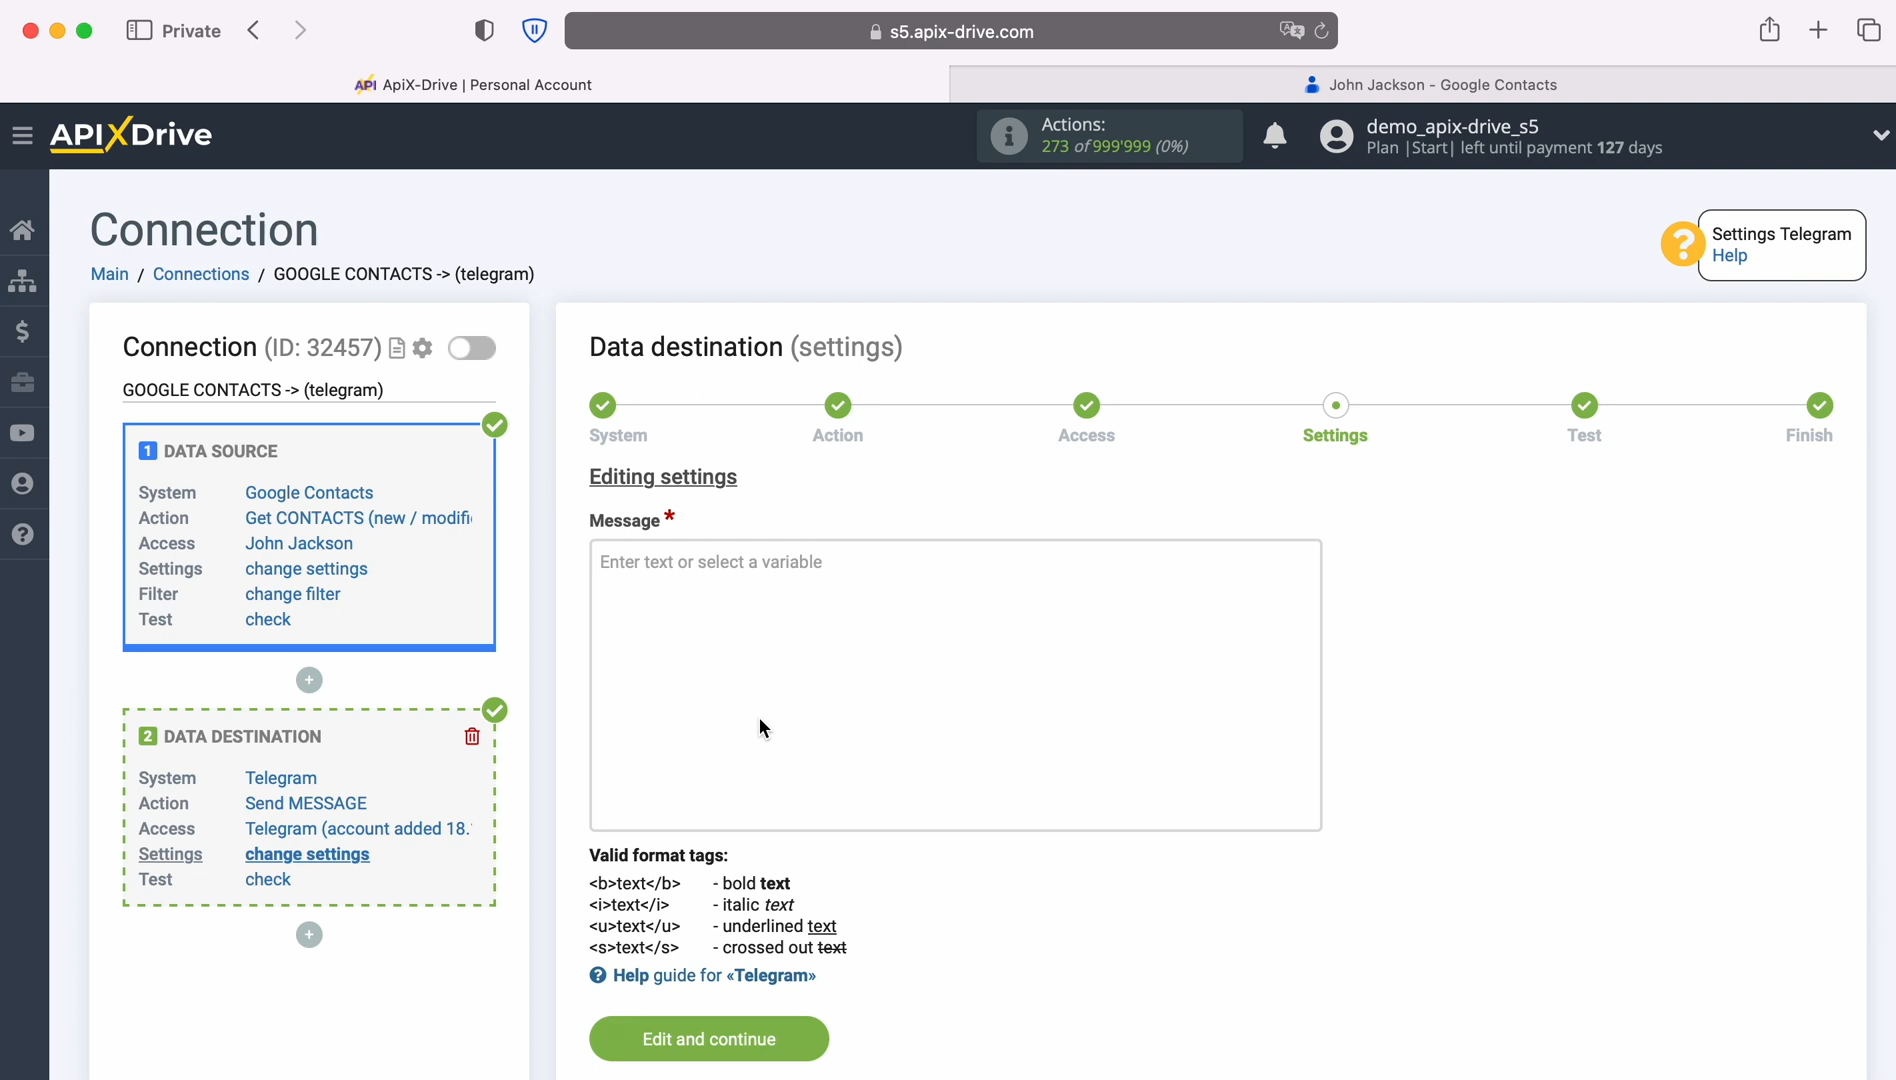 Private
s5.apix-drive.com
API ApiX-Drive | Personal Account
John Jackson - Google Contacts
APIXDrive
Actions:
273 of 999'999 (0%)
demo_apix-drive_s5
Plan |Start| left until payment 127 days
Connection
Main / Connections / GOOGLE CONTACTS -> (telegram)
Settings Telegram
Help
Connection (ID: 32457)
GOOGLE CONTACTS -> (telegram)
1 DATA SOURCE
System Google Contacts
Action Get CONTACTS (new / modifi
Access John Jackson
Settings change settings
Filter change filter
Test check
2 DATA DESTINATION
System Telegram
Action Send MESSAGE
Access Telegram (account added 18.
Settings change settings
Test check
Data destination (settings)
System Action Access Settings Test Finish
Editing settings
Message *
Enter text or select a variable
Valid format tags:
<b>text</b> - bold text
<i>text</i> - italic text
<u>text</u> - underlined text
<s>text</s> - crossed out text
Help guide for «Telegram»
Edit and continue